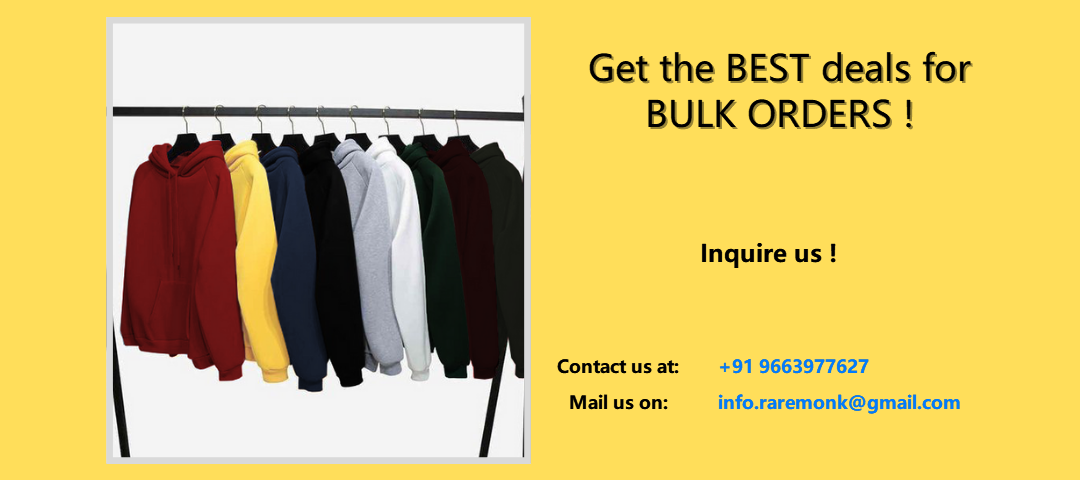 Get the BEST deals for
BULK ORDERS !
Inquire us !
Contact us at: +91 9663977627
Mail us on: info.raremonk@gmail.com